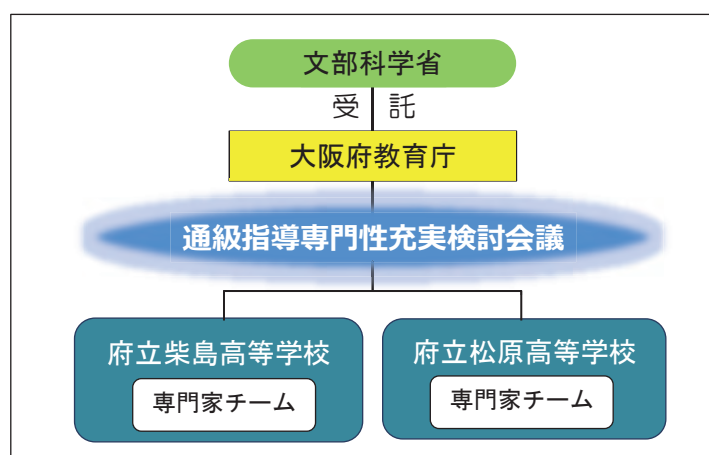 文部科学省
受託
大阪府教育庁
通級指導専門性充実検討会議
府立柴島高等学校
専門家チーム
府立松原高等学校
専門家チーム